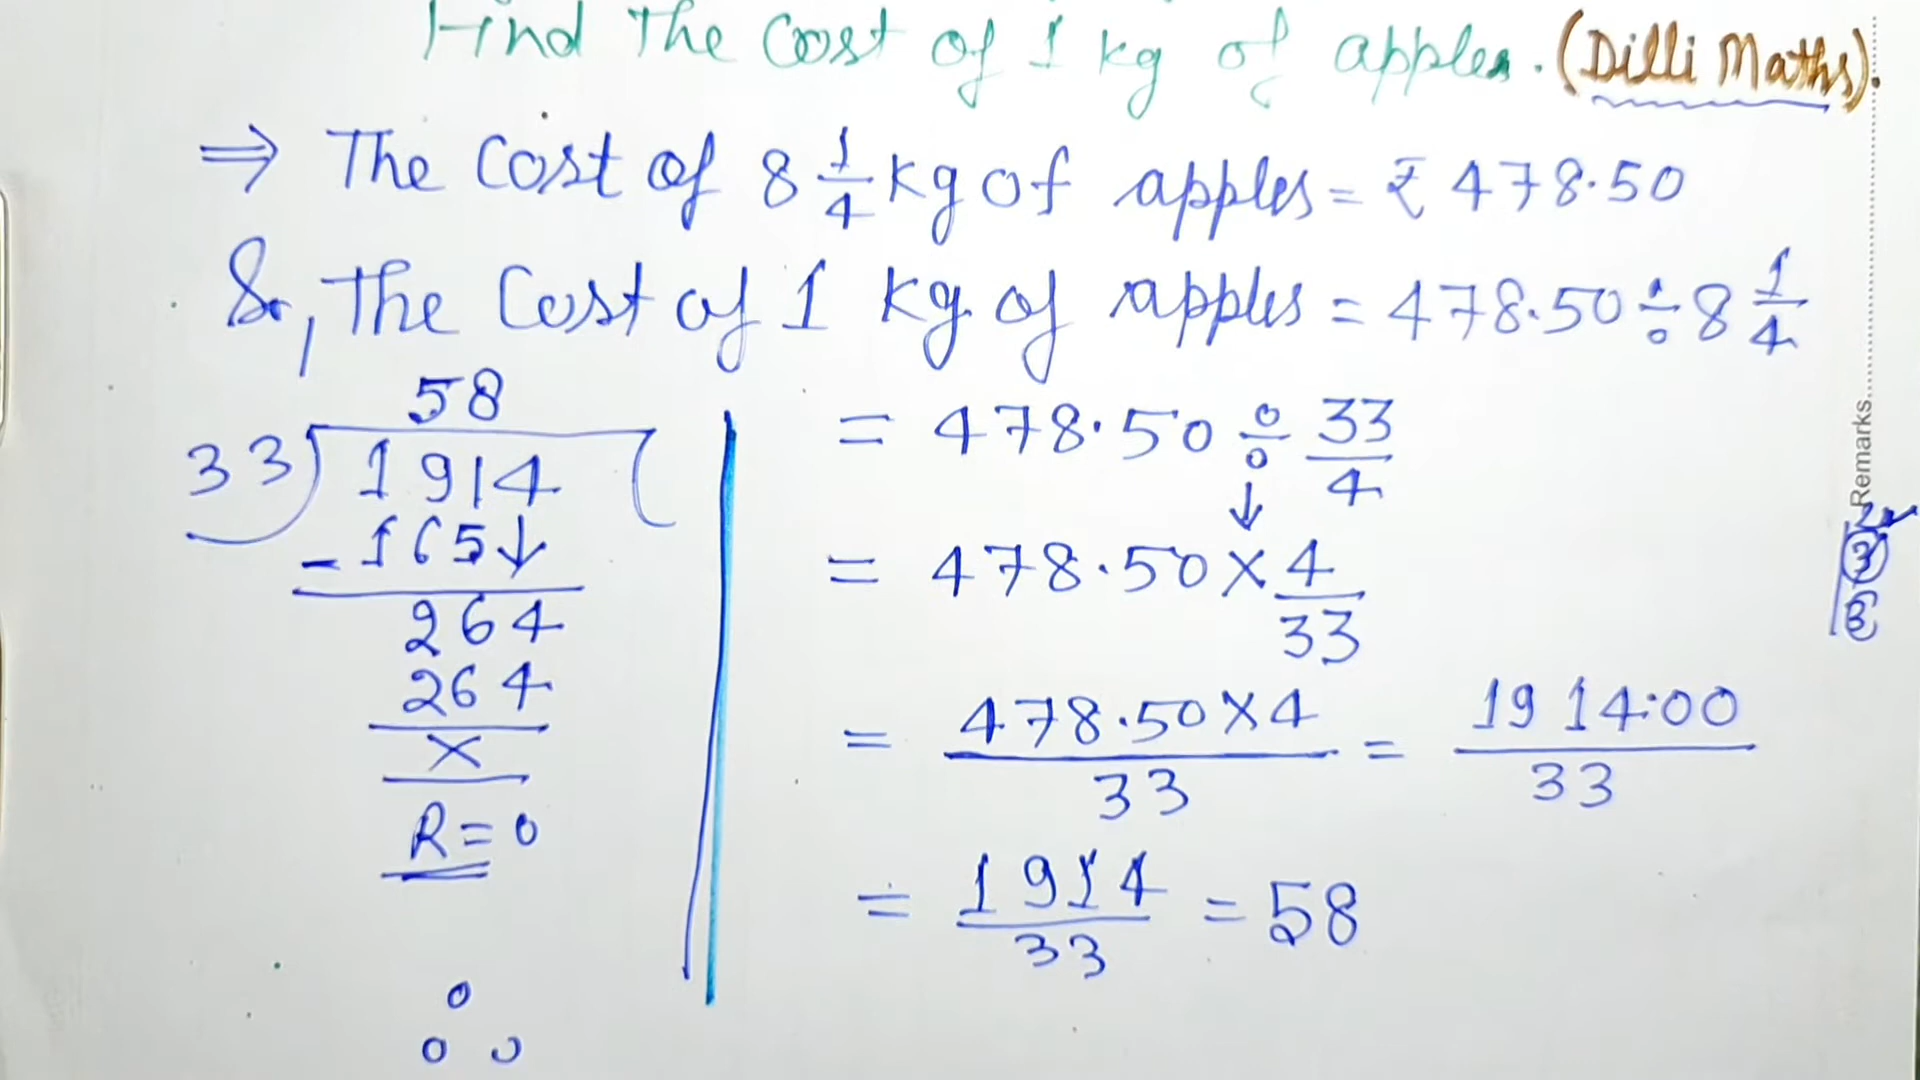 Find The Cost of 1 kg of apples. (Dilli Maths).
⇒ The Cost of 8 1/4 kg of apples = ₹ 478.50
So, The Cost of 1 kg of apples = 478.50 ÷ 8 1/4
58
33) 1914 (
- 165↓
264
264
X
R = 0
∴
= 478.50 ÷ 33/4
↓
= 478.50 × 4/33
= 478.50 × 4/33 = 1914.00/33
= 1914/33 = 58
Remarks